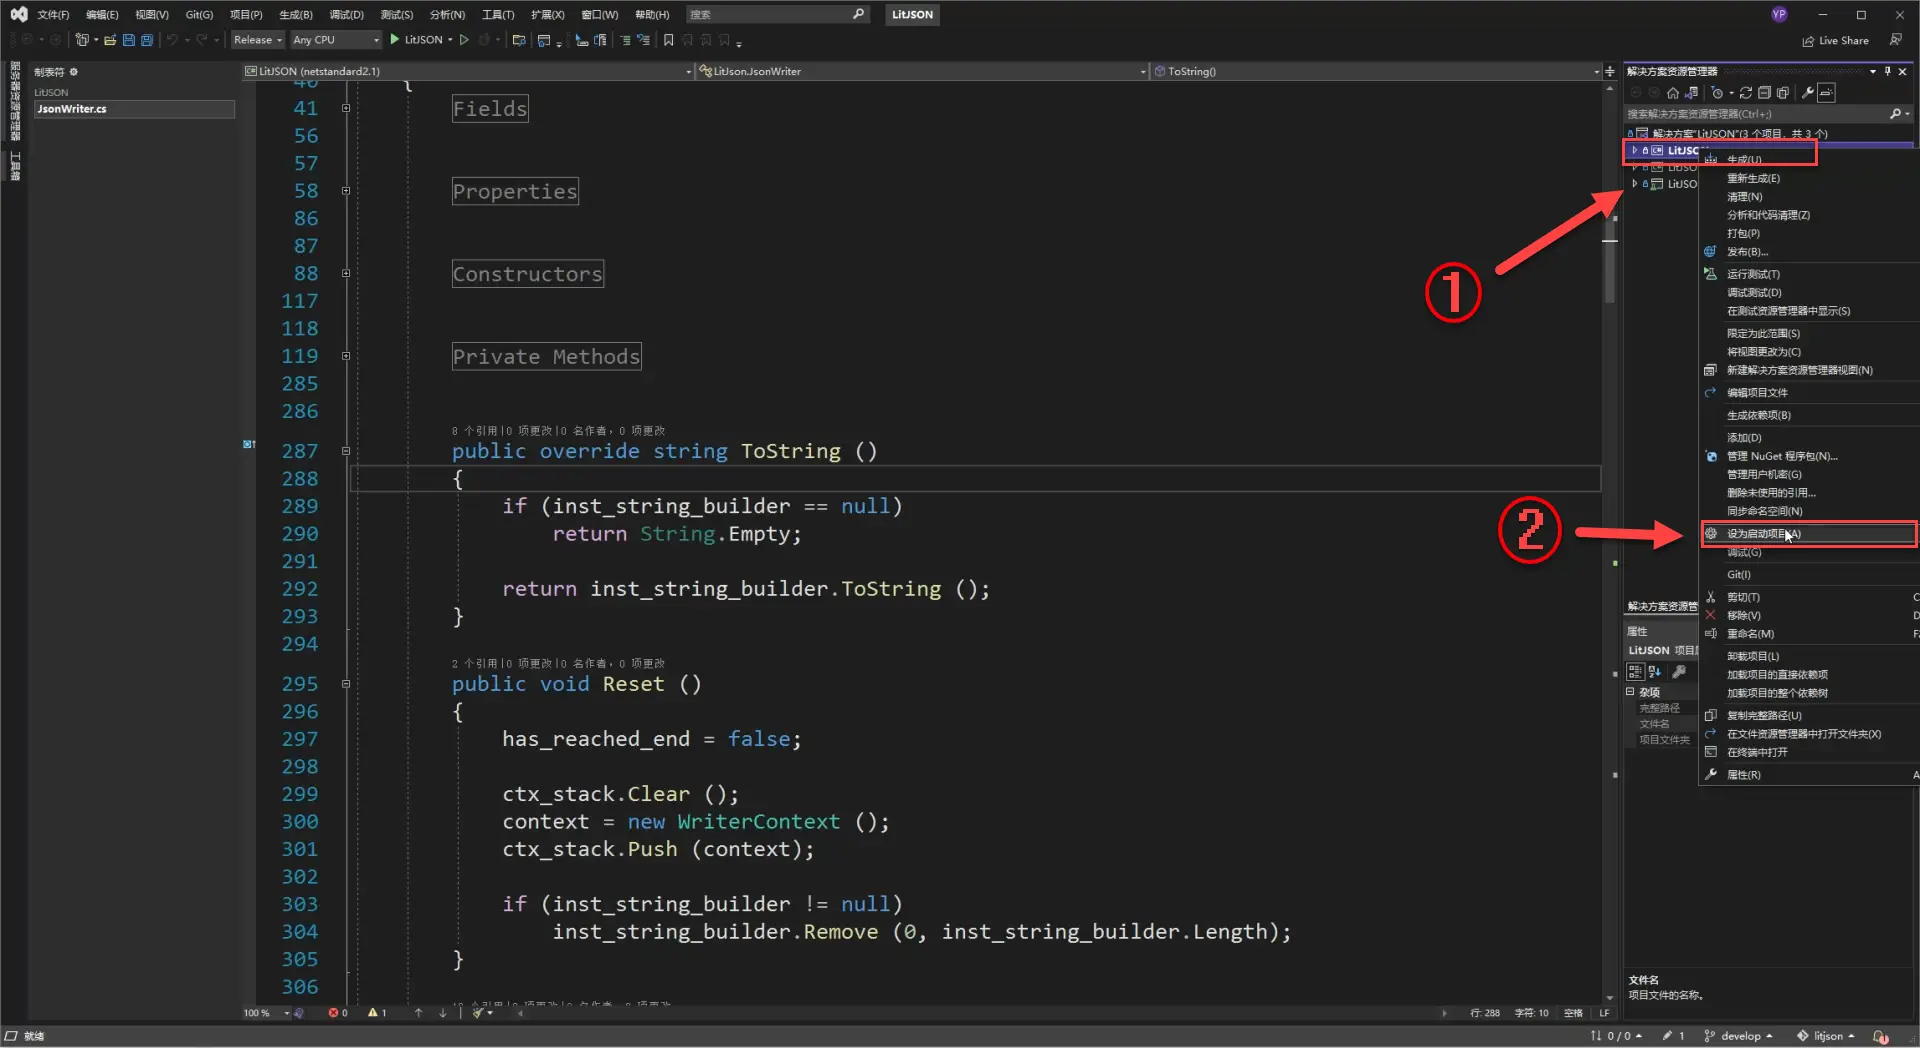 文件(F) 编辑(E) 视图(V) Git(G) 项目(P) 生成(B) 调试(D) 测试(S) 分析(N) 工具(T) 扩展(X) 窗口(W) 帮助(H) 搜索 LitJSON YP
Release Any CPU LitJSON Live Share
服务器资源管理器
工具箱
制表符
LitJSON
JsonWriter.cs
LitJSON (netstandard2.1) LitJson.JsonWriter ToString()
40 {
41 Fields
56
57
58 Properties
86
87
88 Constructors
117
118
119 Private Methods
285
286
8 个引用|0 项更改|0 名作者，0 项更改
287 public override string ToString ()
288 {
289 if (inst_string_builder == null)
290 return String.Empty;
291
292 return inst_string_builder.ToString ();
293 }
294
2 个引用|0 项更改|0 名作者，0 项更改
295 public void Reset ()
296 {
297 has_reached_end = false;
298
299 ctx_stack.Clear ();
300 context = new WriterContext ();
301 ctx_stack.Push (context);
302
303 if (inst_string_builder != null)
304 inst_string_builder.Remove (0, inst_string_builder.Length);
305 }
306
100 % 0 1 行: 288 字符: 10 空格 LF
1
2
解决方案资源管理器
搜索解决方案资源管理器(Ctrl+;)
解决方案"LitJSON"(3 个项目，共 3 个)
LitJSON
LitJSO
LitJSO
生成(U)
重新生成(E)
清理(N)
分析和代码清理(Z)
打包(P)
发布(B)...
运行测试(T)
调试测试(D)
在测试资源管理器中显示(S)
限定为此范围(S)
将视图更改为(C)
新建解决方案资源管理器视图(N)
编辑项目文件
生成依赖项(B)
添加(D)
管理 NuGet 程序包(N)...
管理用户机密(G)
删除未使用的引用...
同步命名空间(N)
设为启动项目(A)
调试(G)
Git(I)
剪切(T) C
移除(V) D
重命名(M) F
卸载项目(L)
加载项目的直接依赖项
加载项目的整个依赖树
复制完整路径(U)
在文件资源管理器中打开文件夹(X)
在终端中打开
属性(R) A
解决方案资源管
属性
LitJSON 项目属
杂项
完整路径
文件名
项目文件夹
文件名
项目文件的名称。
就绪 0 / 0 1 develop litjson 1